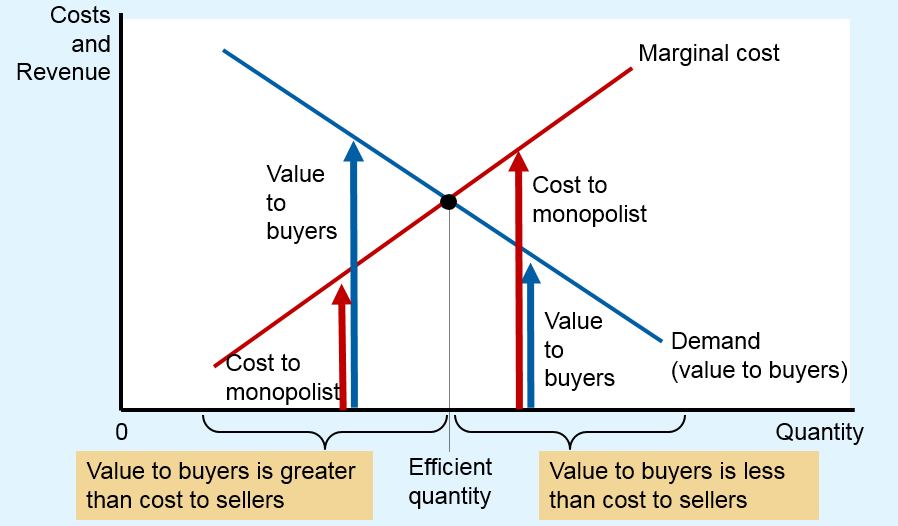 Costs
and
Revenue
Marginal cost
Value
to
buyers
Cost to
monopolist
Cost to
monopolist
Value
to
buyers
Demand
(value to buyers)
0
Quantity
Value to buyers is greater
than cost to sellers
Efficient
quantity
Value to buyers is less
than cost to sellers